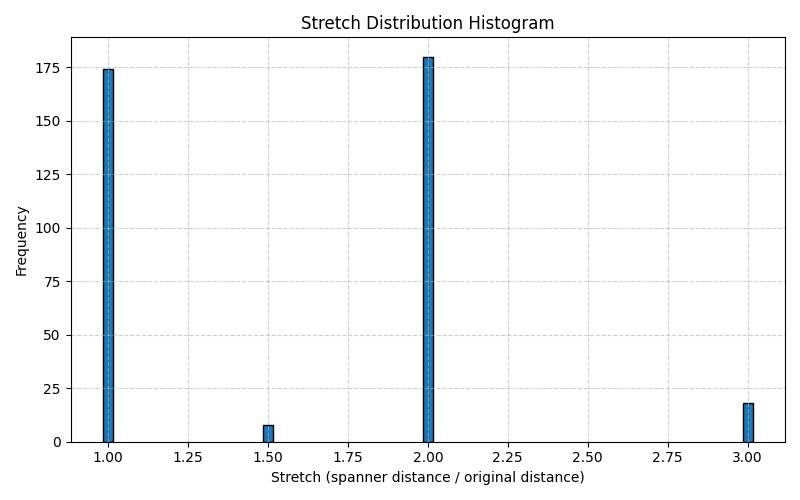 Stretch Distribution Histogram
Frequency
175
150
125
100
75
50
25
0
1.00 1.25 1.50 1.75 2.00 2.25 2.50 2.75 3.00
Stretch (spanner distance / original distance)